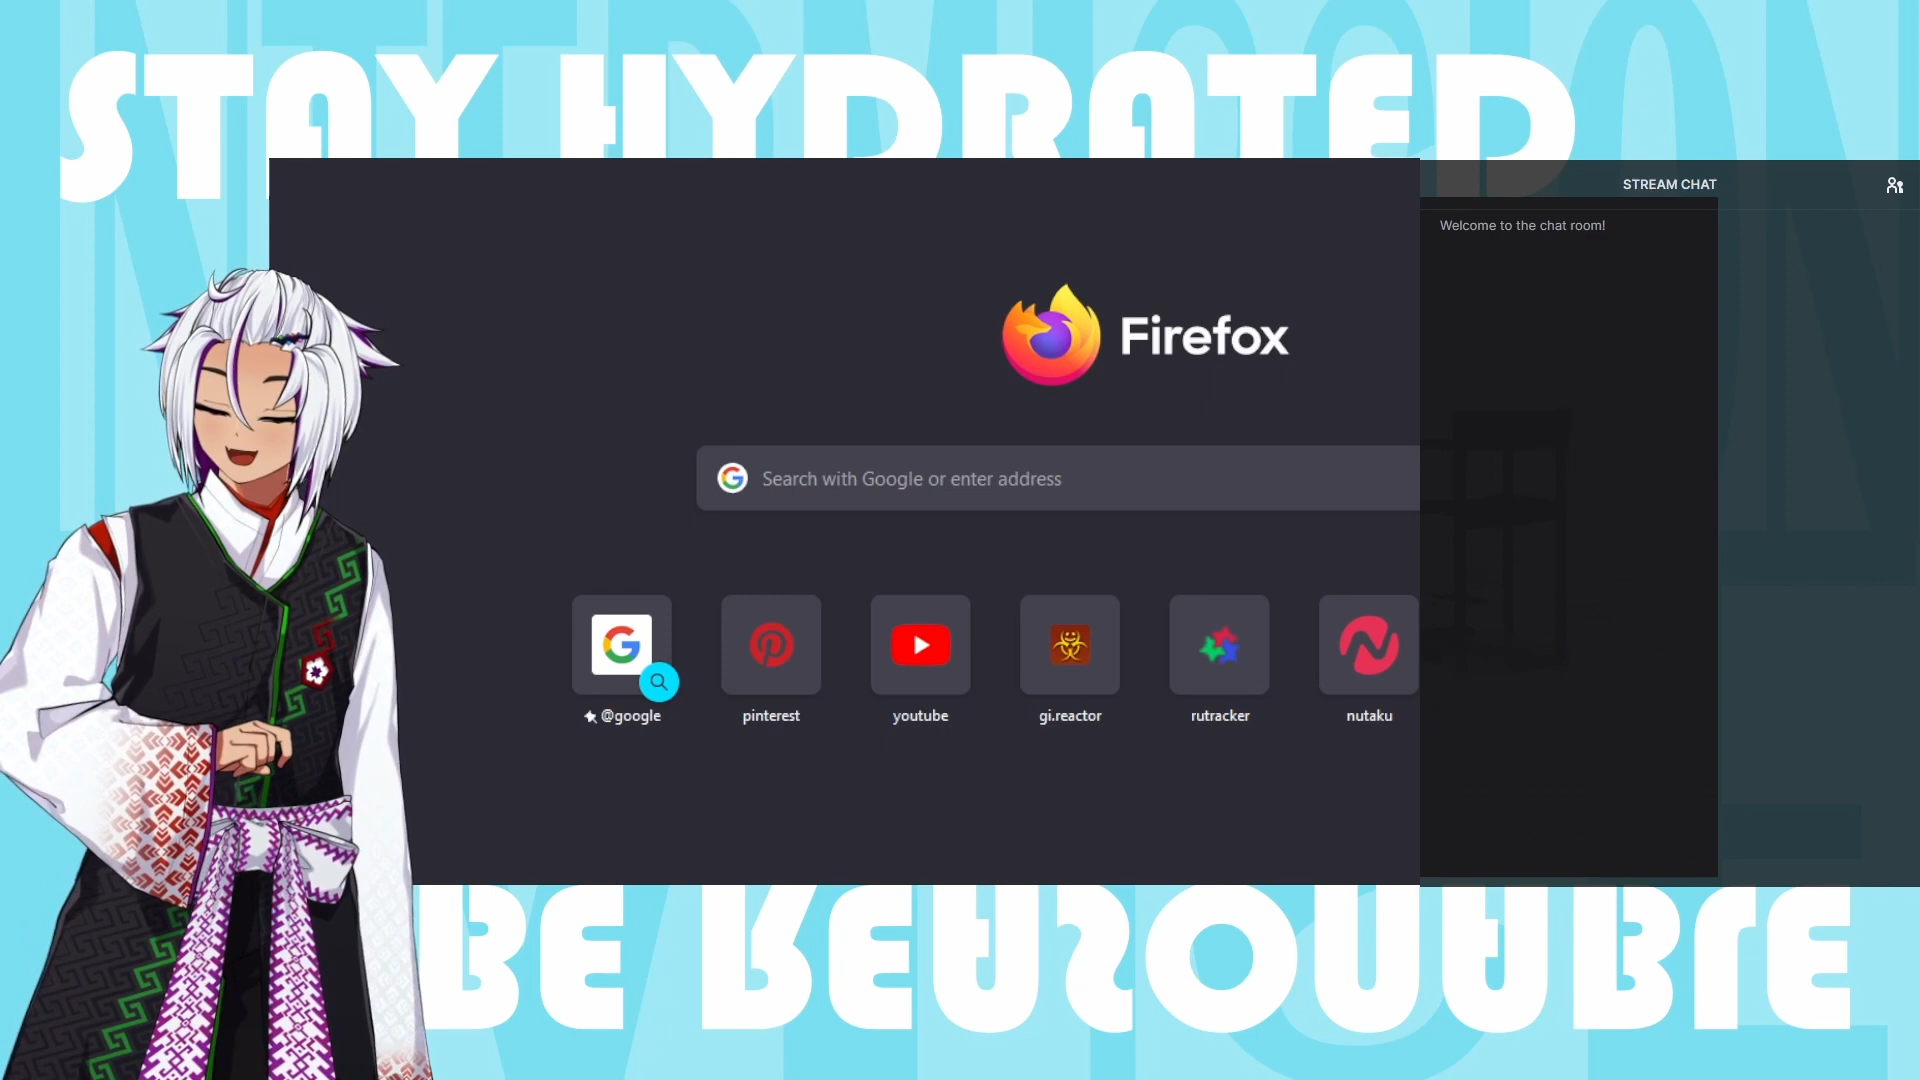 STAY HYDRATED
STREAM CHAT
Welcome to the chat room!
Firefox
Search with Google or enter address
@google
pinterest
youtube
gi.reactor
rutracker
nutaku
BE